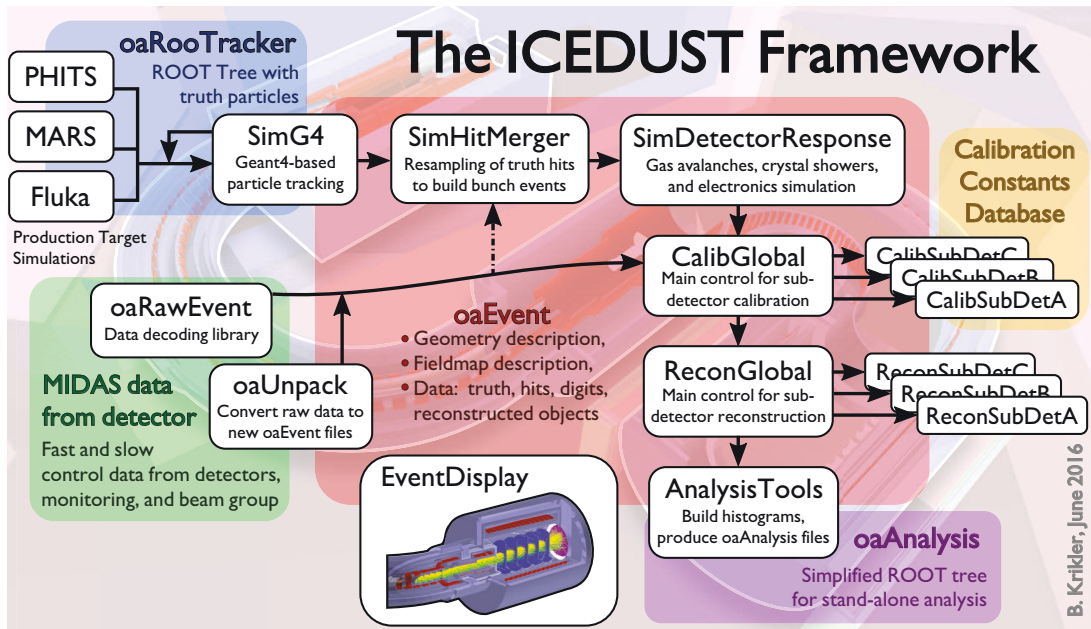 The ICEDUST Framework
oaRooTracker
ROOT Tree with
truth particles
PHITS
MARS
Fluka
Production Target
Simulations
SimG4
Geant4-based
particle tracking
SimHitMerger
Resampling of truth hits
to build bunch events
SimDetectorResponse
Gas avalanches, crystal showers,
and electronics simulation
Calibration
Constants
Database
CalibGlobal
Main control for sub-
detector calibration
CalibSubDetC
CalibSubDetB
CalibSubDetA
oaRawEvent
Data decoding library
oaEvent
• Geometry description,
• Fieldmap description,
• Data: truth, hits, digits,
reconstructed objects
MIDAS data
from detector
Fast and slow
control data from detectors,
monitoring, and beam group
oaUnpack
Convert raw data to
new oaEvent files
ReconGlobal
Main control for sub-
detector reconstruction
ReconSubDetC
ReconSubDetB
ReconSubDetA
EventDisplay
AnalysisTools
Build histograms,
produce oaAnalysis files
oaAnalysis
Simplified ROOT tree
for stand-alone analysis
B. Krikler, June 2016